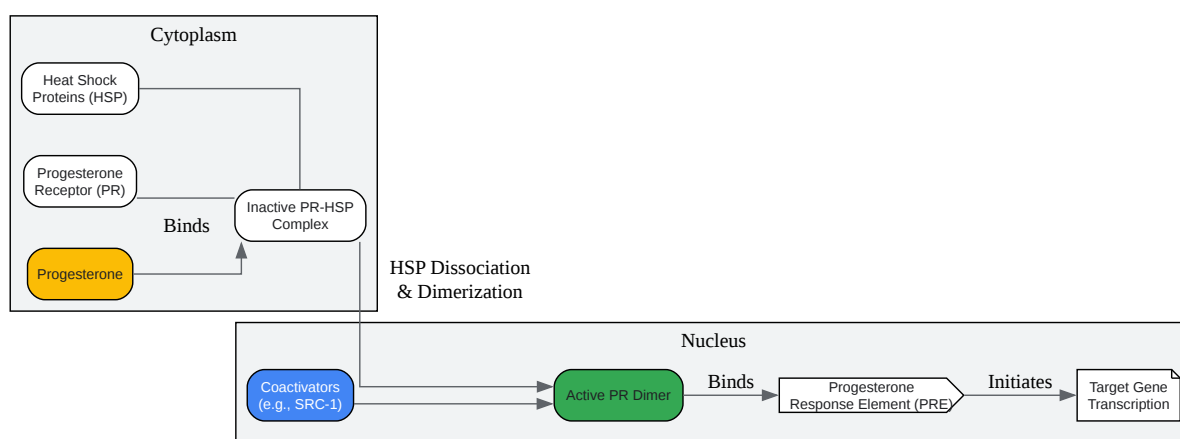 Cytoplasm
Heat Shock
Proteins (HSP)
Progesterone
Receptor (PR)
Binds
Inactive PR-HSP
Complex
Progesterone
HSP Dissociation
& Dimerization
Nucleus
Coactivators
(e.g., SRC-1)
Active PR Dimer
Binds
Progesterone
Response Element (PRE)
Initiates
Target Gene
Transcription